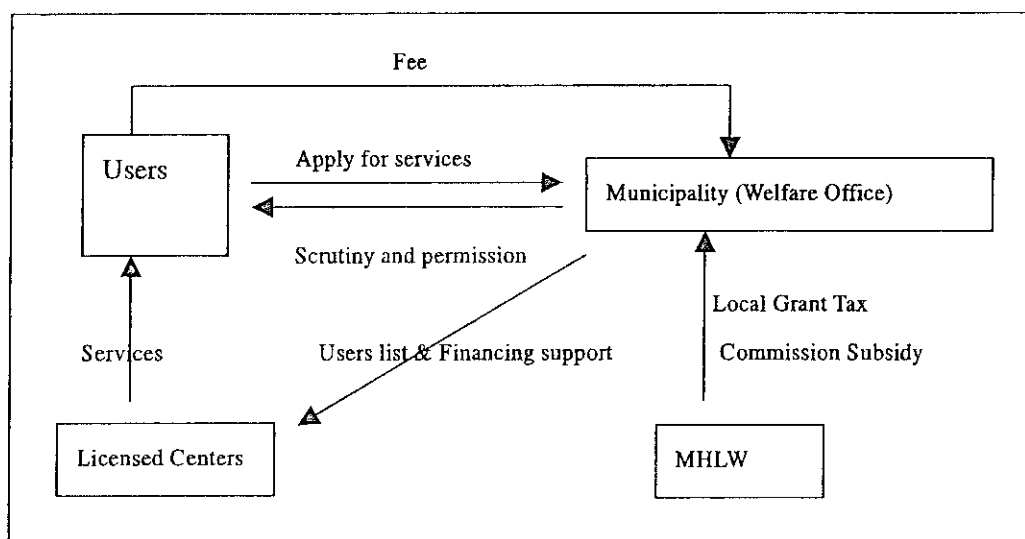 Fee
Users
Apply for services
Municipality (Welfare Office)
Scrutiny and permission
Local Grant Tax
Services
Users list & Financing support
Commission Subsidy
Licensed Centers
MHLW